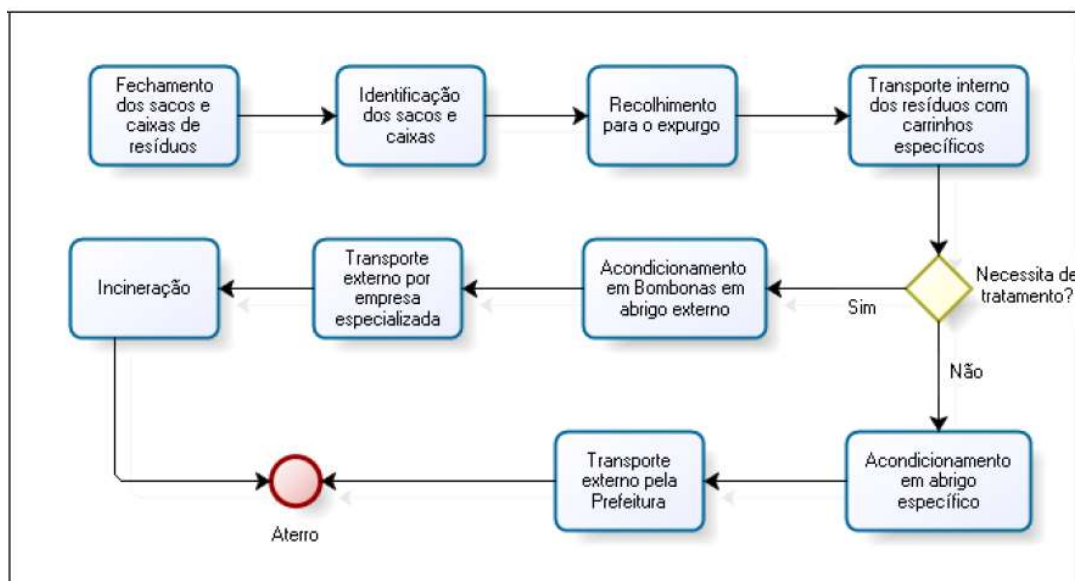 Fechamento
dos sacos e
caixas de
resíduos
Identificação
dos sacos e
caixas
Recolhimento
para o expurgo
Transporte interno
dos resíduos com
carrinhos
específicos
Necessita de
tratamento?
Sim
Acondicionamento
em Bombonas em
abrigo externo
Transporte
externo por
empresa
especializada
Incineração
Não
Acondicionamento
em abrigo
específico
Transporte
externo pela
Prefeitura
Aterro